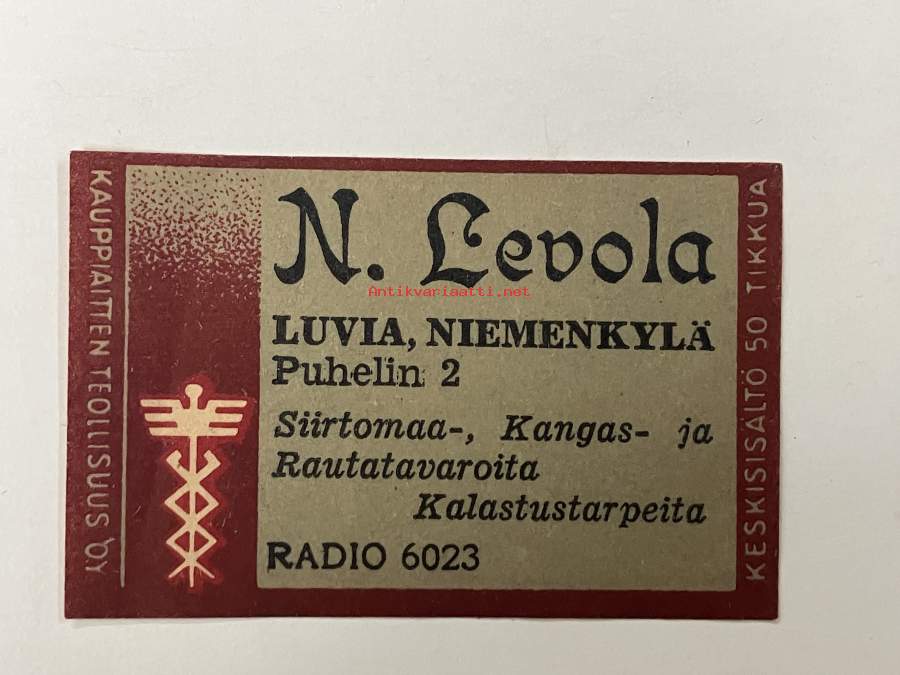 KAUPPIAITTEN TEOLLISUUS OY
N. Levola
Antikvariaatti.net
LUVIA, NIEMENKYLÄ
Puhelin 2
Siirtomaa-, Kangas- ja
Rautatavaroita
Kalastustarpeita
RADIO 6023
KESKISISÄLTÖ 50 TIKKUA